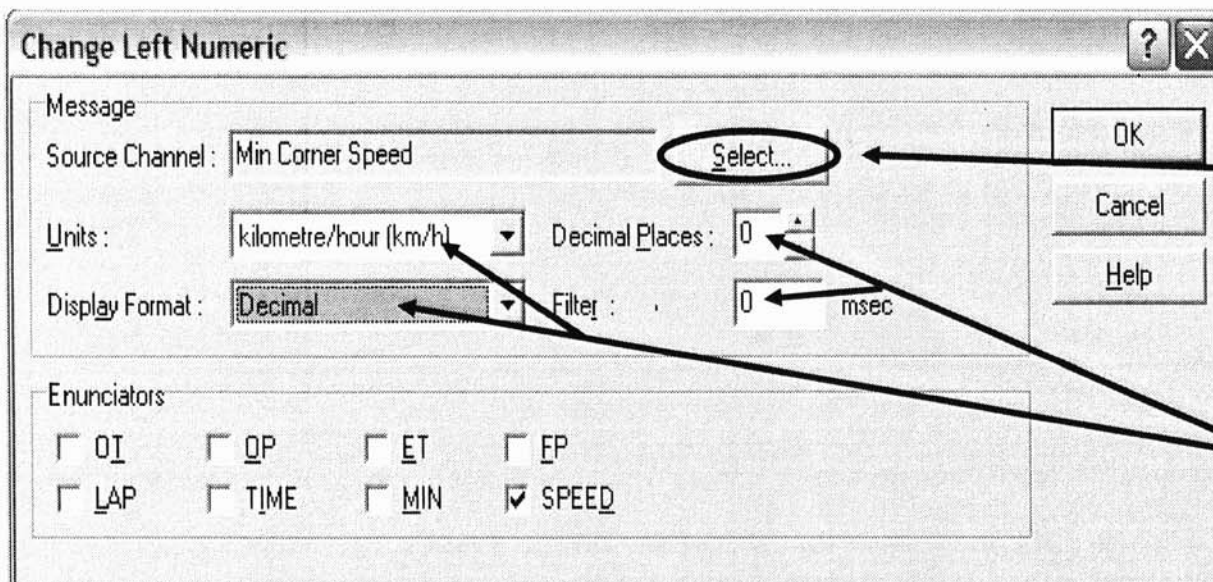 Change Left Numeric
Message
Source Channel : Min Corner Speed Select... OK
Cancel
Units : kilometre/hour (km/h) Decimal Places : 0
Help
Display Format : Decimal Filter : 0 msec
Enunciators
OT OP ET FP
LAP TIME MIN SPEED